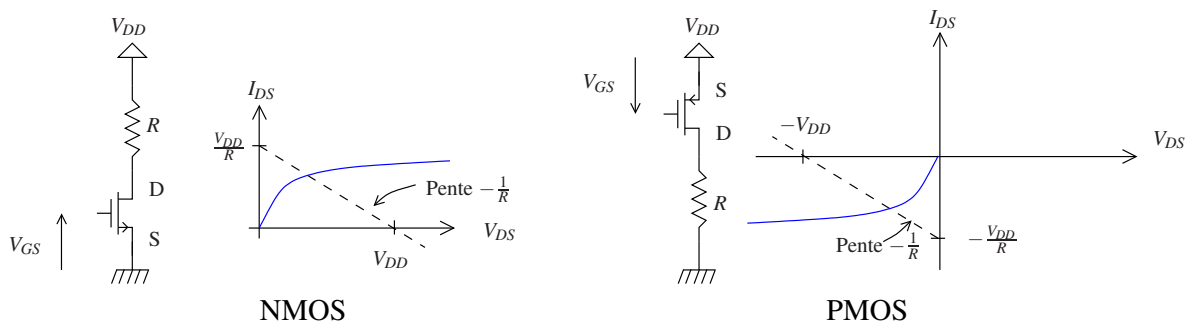 V_DD
R
D
S
V_GS
I_DS
V_DD/R
Pente −1/R
V_DS
V_DD
NMOS
V_DD
V_GS
S
D
R
I_DS
−V_DD
V_DS
Pente −1/R
−V_DD/R
PMOS